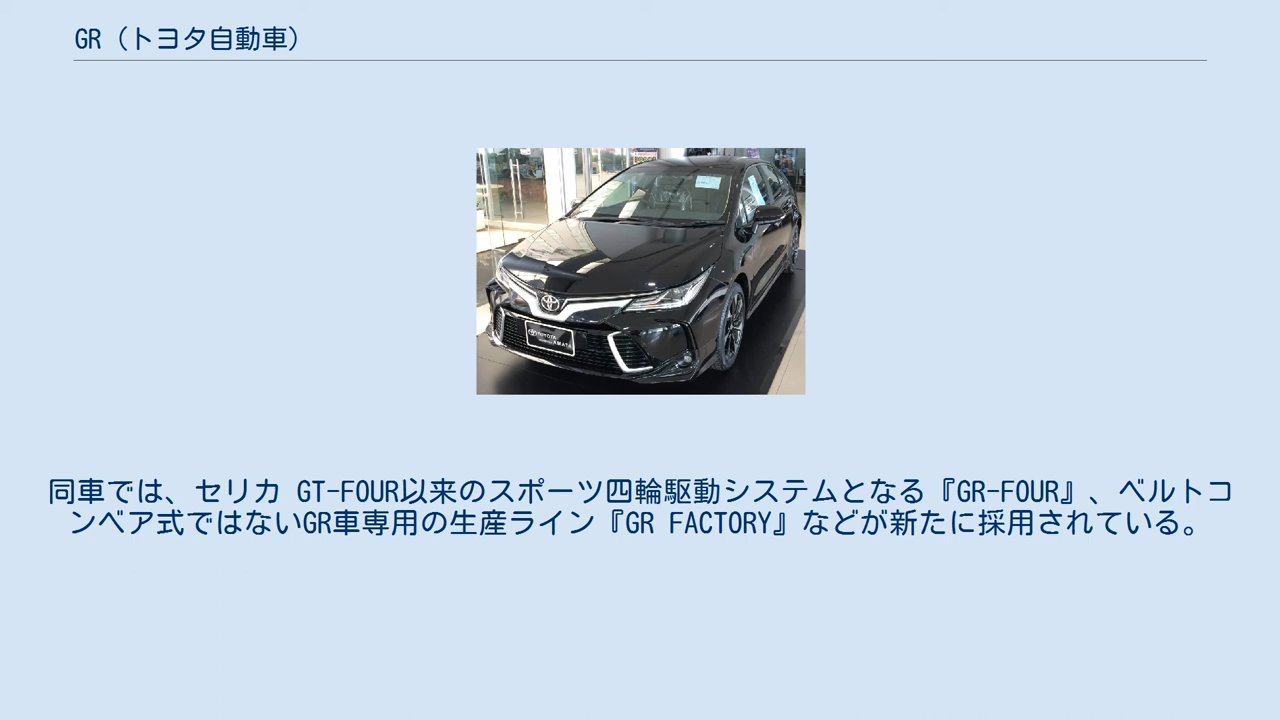 GR（トヨタ自動車）
TOYOTA
AMATA
同車では、セリカ GT-FOUR以来のスポーツ四輪駆動システムとなる『GR-FOUR』、ベルトコ
ンベア式ではないGR車専用の生産ライン『GR FACTORY』などが新たに採用されている。